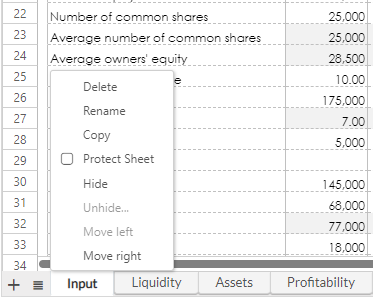 22 Number of common shares 25,000
23 Average number of common shares 25,000
24 Average owners' equity 28,500
25 e 10.00
Delete
26 175,000
Rename
27 7.00
Copy
28 5,000
Protect Sheet
29
30 Hide 145,000
31 68,000
Unhide...
32 77,000
Move left
33 18,000
Move right
34
Input Liquidity Assets Profitability